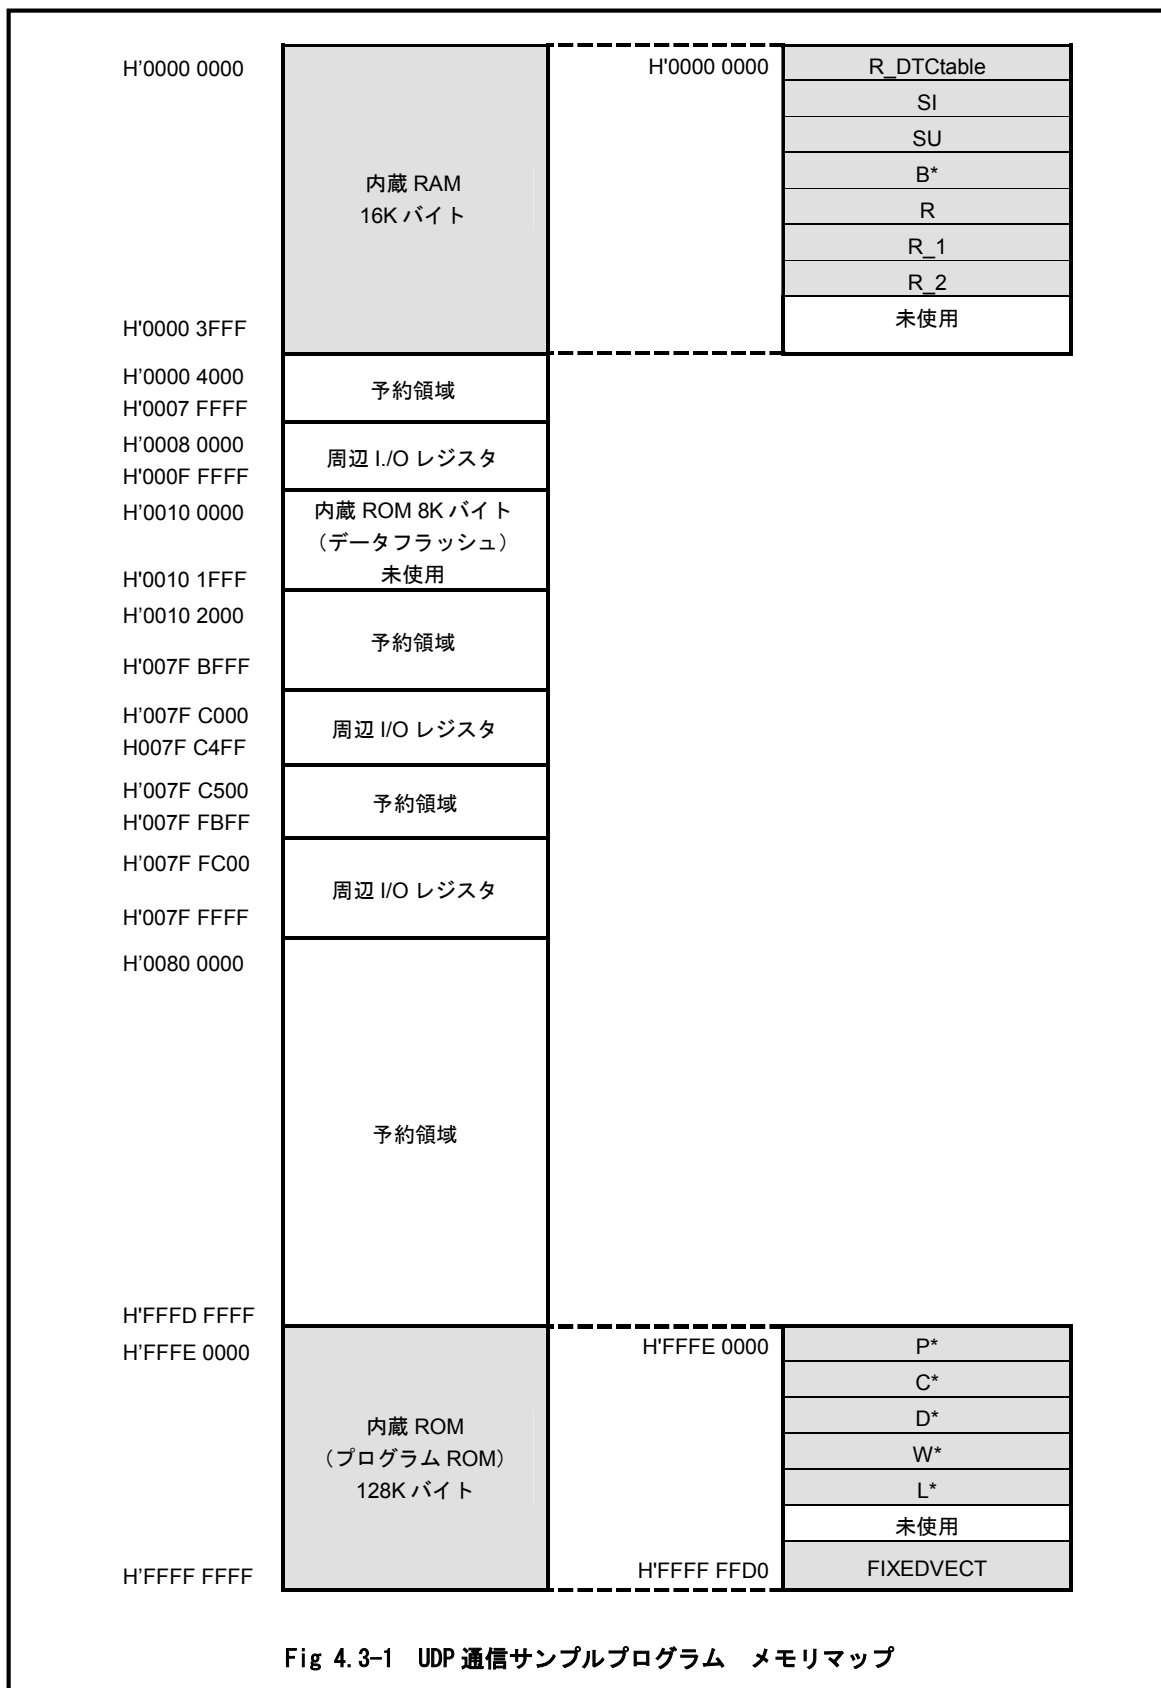 H'0000 0000
内蔵 RAM
16K バイト
H'0000 3FFF
H'0000 0000
R_DTCtable
SI
SU
B*
R
R_1
R_2
未使用
H'0000 4000
予約領域
H'0007 FFFF
H'0008 0000
周辺 I./O レジスタ
H'000F FFFF
H'0010 0000
内蔵 ROM 8K バイト
（データフラッシュ）
未使用
H'0010 1FFF
H'0010 2000
予約領域
H'007F BFFF
H'007F C000
周辺 I/O レジスタ
H007F C4FF
H'007F C500
予約領域
H'007F FBFF
H'007F FC00
周辺 I/O レジスタ
H'007F FFFF
H'0080 0000
予約領域
H'FFFD FFFF
H'FFFE 0000
内蔵 ROM
（プログラム ROM）
128K バイト
H'FFFF FFFF
H'FFFE 0000
P*
C*
D*
W*
L*
未使用
H'FFFF FFD0
FIXEDVECT
Fig 4.3-1 UDP 通信サンプルプログラム　メモリマップ